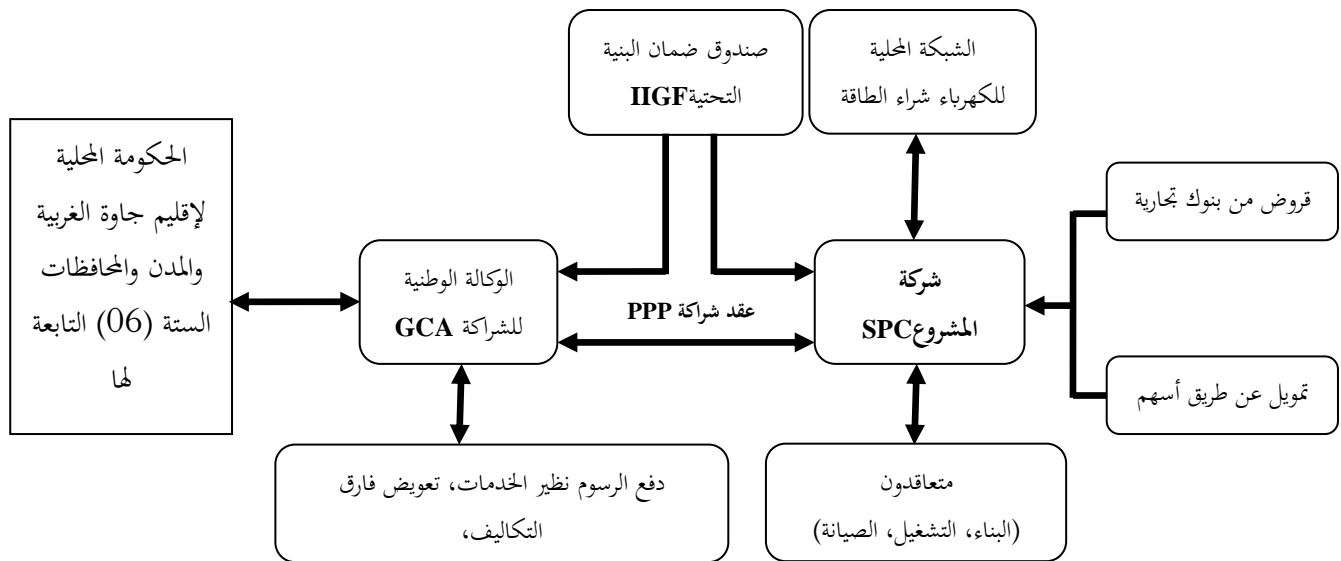 صندوق ضمان البنية
التحتيةIIGF
الشبكة المحلية
للكهرباء شراء الطاقة
الحكومة المحلية
لإقليم جاوة الغربية
والمدن والمحافظات
الستة (06) التابعة
لها
قروض من بنوك تجارية
الوكالة الوطنية
للشراكة GCA
عقد شراكة PPP
شركة
المشروعSPC
تمويل عن طريق أسهم
دفع الرسوم نظير الخدمات، تعويض فارق
التكاليف،
متعاقدون
(البناء، التشغيل، الصيانة)